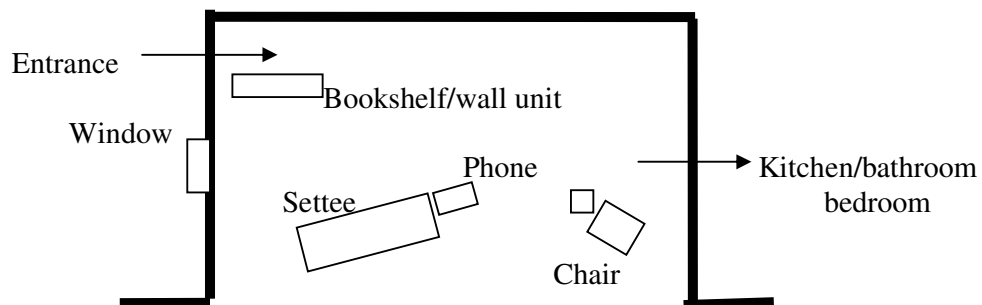 Entrance
Bookshelf/wall unit
Window
Phone
Kitchen/bathroom
bedroom
Settee
Chair